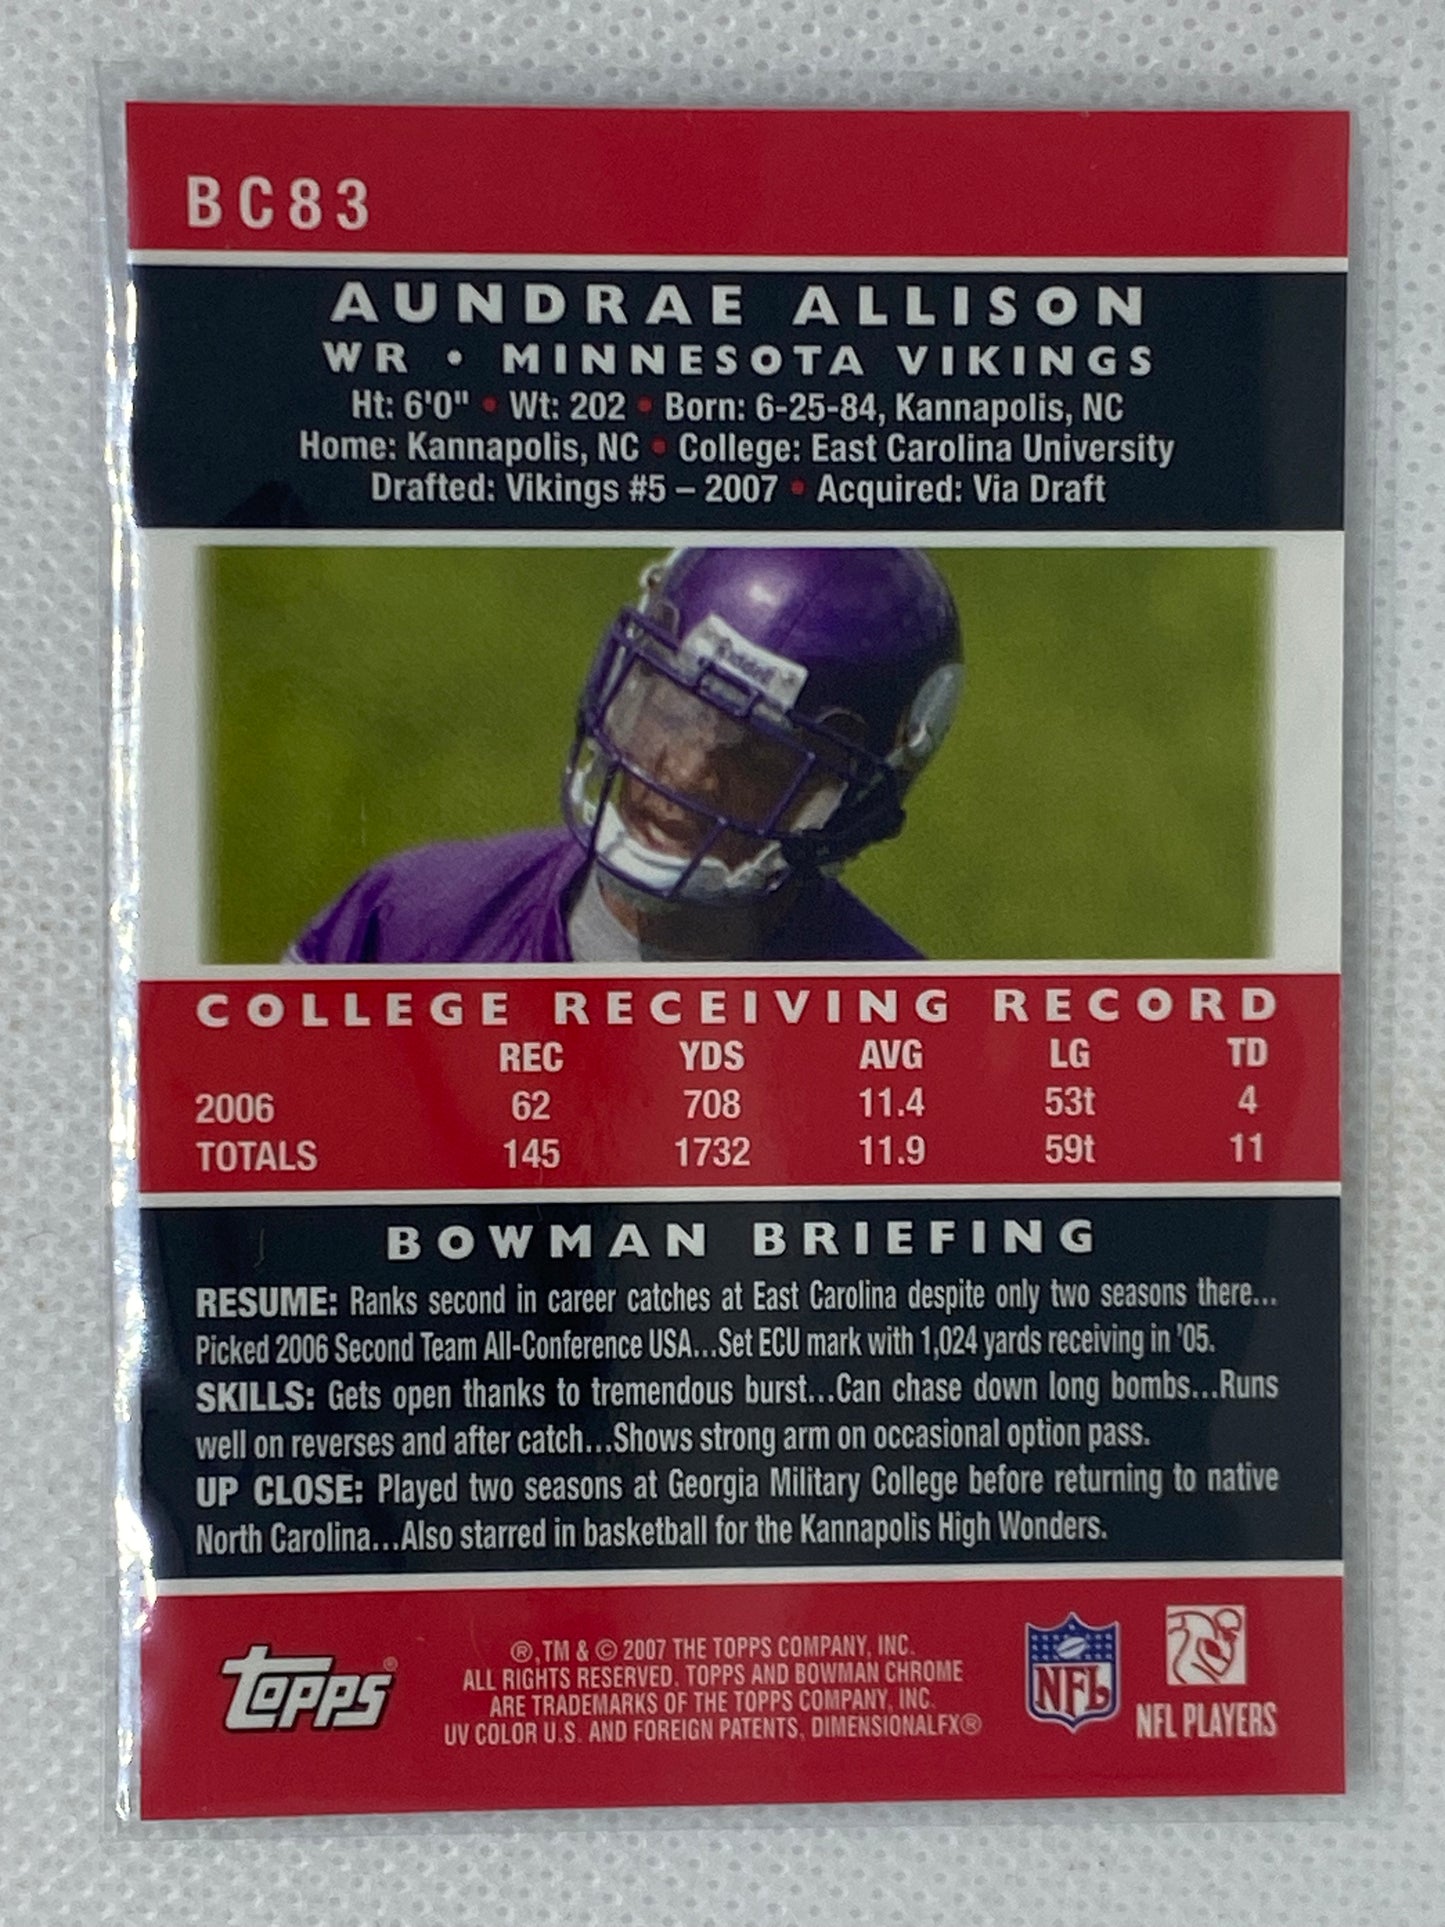 BC83
AUNDRAE ALLISON
WR • MINNESOTA VIKINGS
Ht: 6'0" • Wt: 202 • Born: 6-25-84, Kannapolis, NC
Home: Kannapolis, NC • College: East Carolina University
Drafted: Vikings #5 – 2007 • Acquired: Via Draft
Riddell
COLLEGE RECEIVING RECORD
REC YDS AVG LG TD
2006 62 708 11.4 53t 4
TOTALS 145 1732 11.9 59t 11
BOWMAN BRIEFING
RESUME: Ranks second in career catches at East Carolina despite only two seasons there...
Picked 2006 Second Team All-Conference USA...Set ECU mark with 1,024 yards receiving in '05.
SKILLS: Gets open thanks to tremendous burst...Can chase down long bombs...Runs
well on reverses and after catch...Shows strong arm on occasional option pass.
UP CLOSE: Played two seasons at Georgia Military College before returning to native
North Carolina...Also starred in basketball for the Kannapolis High Wonders.
Topps®
®,TM & © 2007 THE TOPPS COMPANY, INC.
ALL RIGHTS RESERVED. TOPPS AND BOWMAN CHROME
ARE TRADEMARKS OF THE TOPPS COMPANY, INC.
UV COLOR U.S. AND FOREIGN PATENTS, DIMENSIONALFX®
NFL
NFL PLAYERS